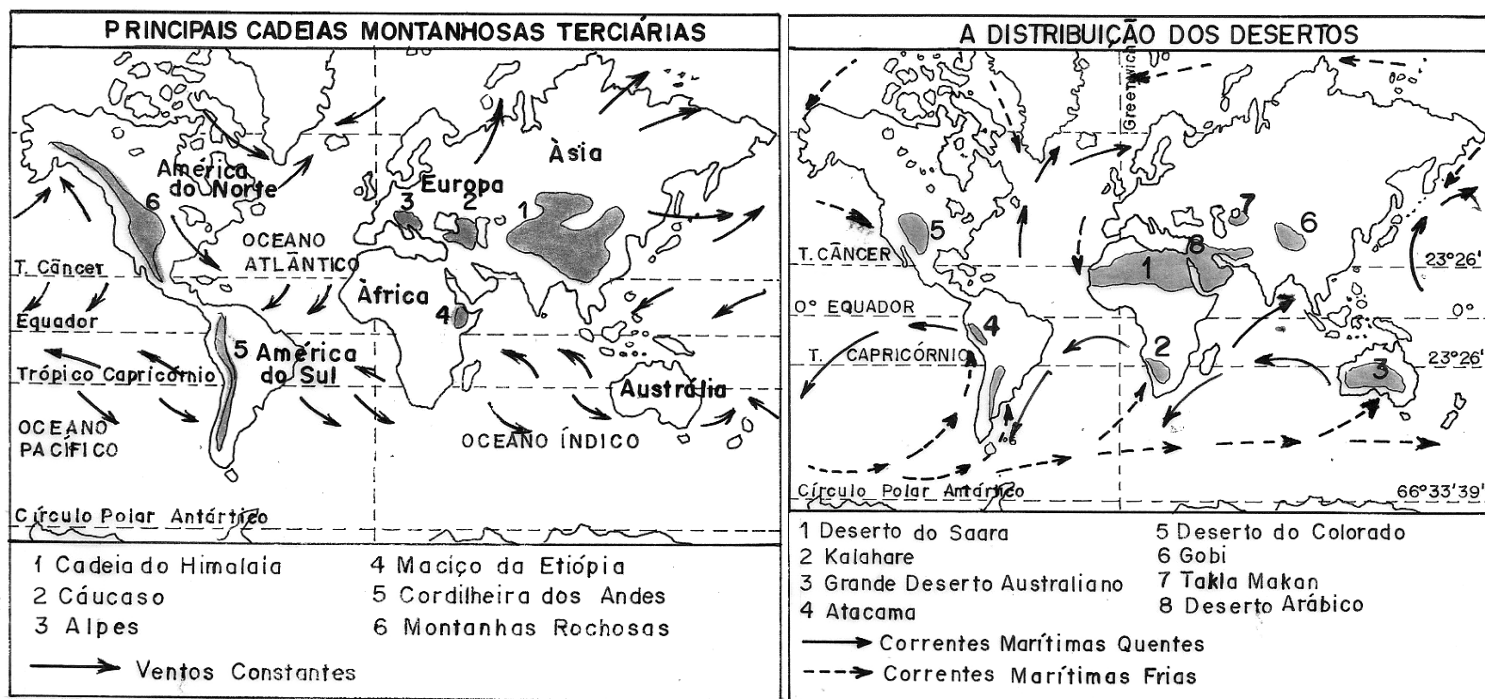 PRINCIPAIS CADEIAS MONTANHOSAS TERCIÁRIAS
Àsia
América
do Norte
Europa
6
3
2
1
OCEANO
ATLÂNTICO
T. Câncer
África
4
Equador
5
América
do Sul
Trópico Capricórnio
Austrália
OCEANO
PACÍFICO
OCEANO ÍNDICO
Círculo Polar Antártico
1 Cadeia do Himalaia
2 Cáucaso
3 Alpes
4 Maciço da Etiópia
5 Cordilheira dos Andes
6 Montanhas Rochosas
Ventos Constantes
A DISTRIBUIÇÃO DOS DESERTOS
Greenwich
5
7
6
8
T. CÂNCER
1
23°26'
0° EQUADOR
0°
4
2
T. CAPRICÓRNIO
23°26'
3
Círculo Polar Antártico
66°33'39"
1 Deserto do Saara
2 Kalahare
3 Grande Deserto Australiano
4 Atacama
5 Deserto do Colorado
6 Gobi
7 Takla Makan
8 Deserto Arábico
Correntes Marítimas Quentes
Correntes Marítimas Frias